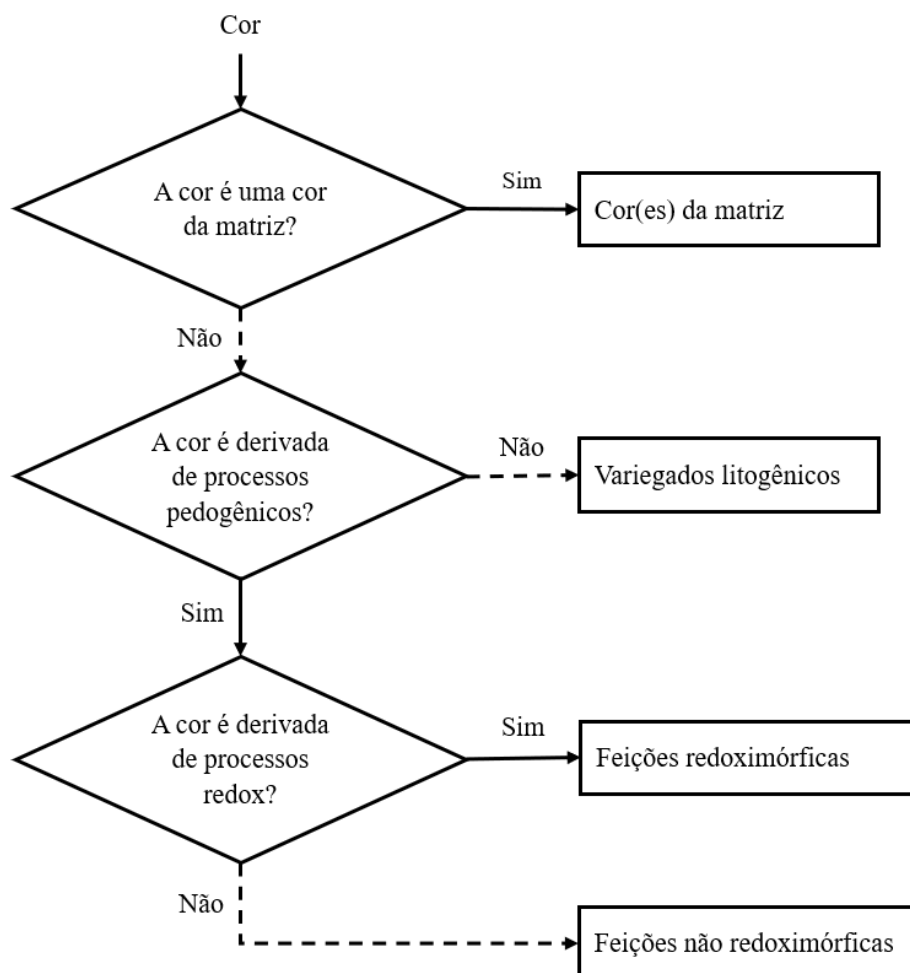 Cor
A cor é uma cor
da matriz?
Sim
Cor(es) da matriz
Não
A cor é derivada
de processos
pedogênicos?
Não
Variegados litogênicos
Sim
A cor é derivada
de processos
redox?
Sim
Feições redoximórficas
Não
Feições não redoximórficas